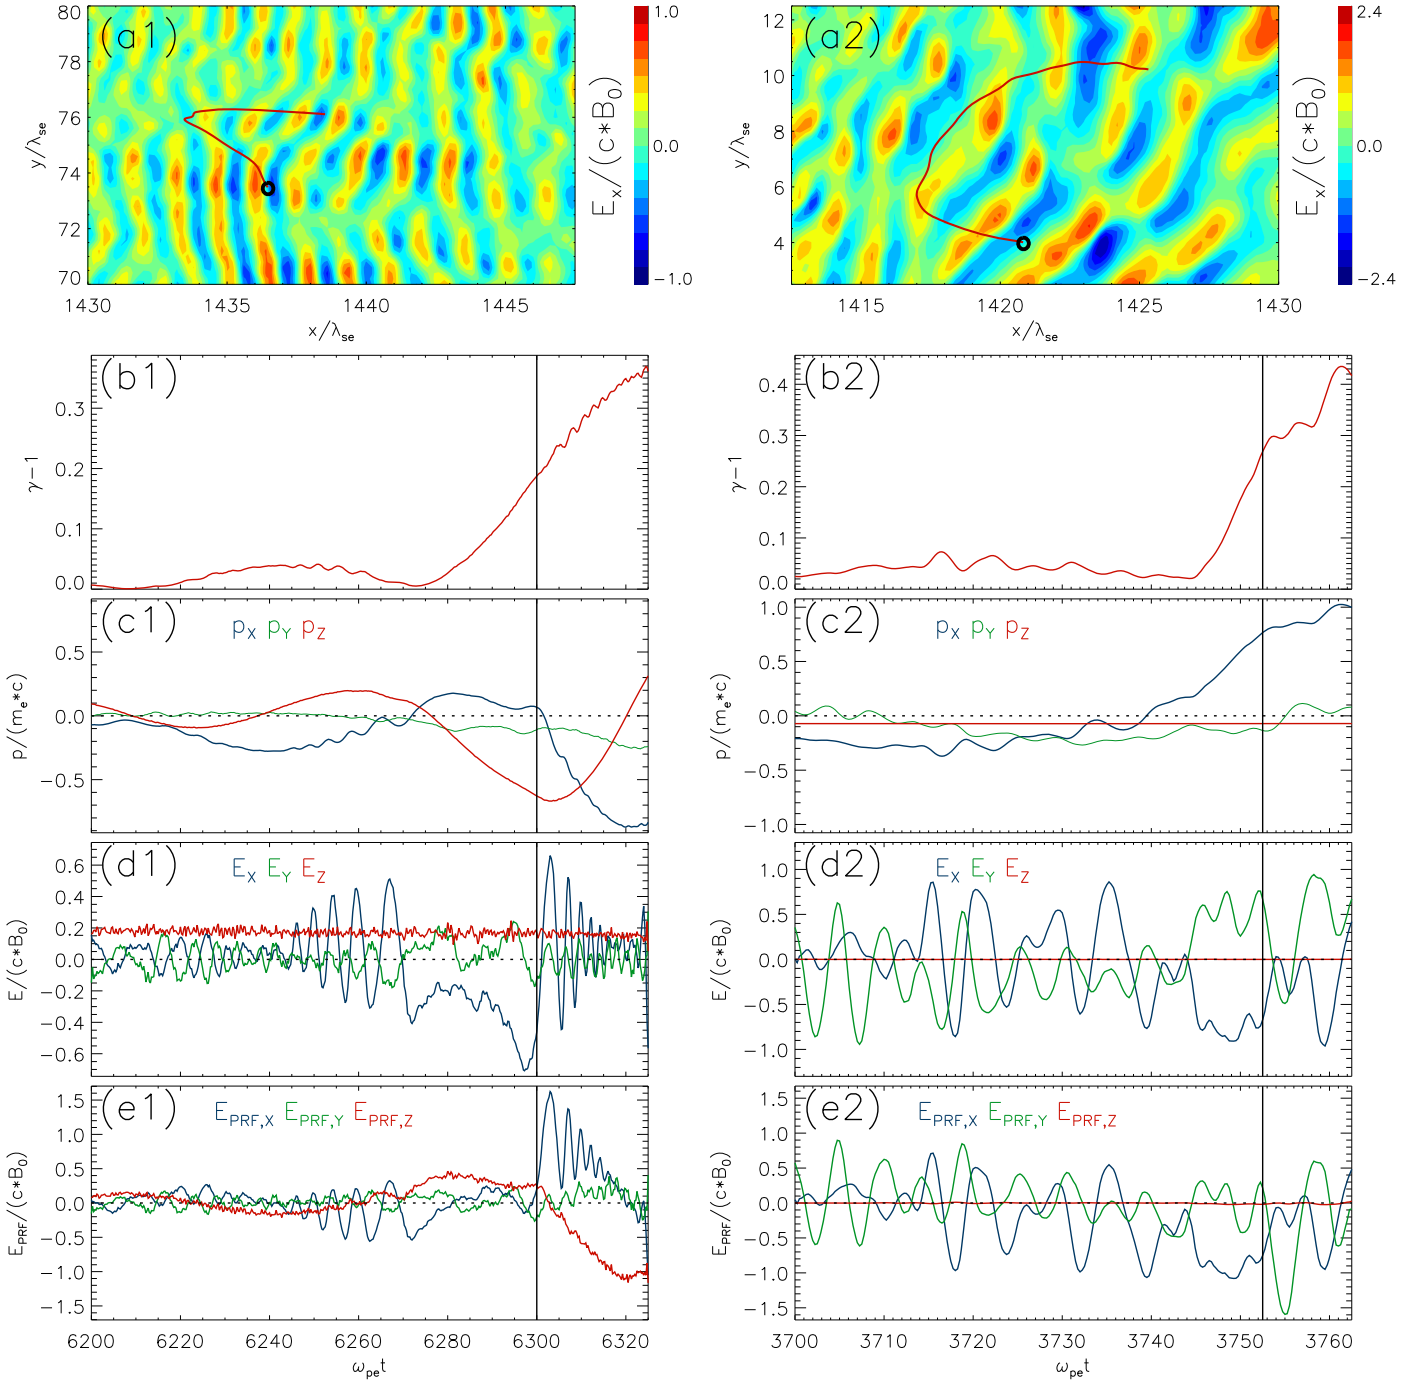 (a1)
80
78
76
74
72
70
y/λse
1430 1435 1440 1445
x/λse
1.0
0.0
−1.0
Ex/(c*B0)
(a2)
12
10
8
6
4
y/λse
1415 1420 1425 1430
x/λse
2.4
0.0
−2.4
Ex/(c*B0)
(b1)
0.3
0.2
0.1
0.0
γ−1
(b2)
0.4
0.3
0.2
0.1
0.0
γ−1
(c1)
pX pY pZ
0.5
0.0
−0.5
p/(me*c)
(c2)
pX pY pZ
1.0
0.5
0.0
−0.5
−1.0
p/(me*c)
(d1)
EX EY EZ
0.6
0.4
0.2
0.0
−0.2
−0.4
−0.6
E/(c*B0)
(d2)
EX EY EZ
1.0
0.5
0.0
−0.5
−1.0
E/(c*B0)
(e1)
EPRF,X EPRF,Y EPRF,Z
1.5
1.0
0.5
0.0
−0.5
−1.0
−1.5
EPRF/(c*B0)
6200 6220 6240 6260 6280 6300 6320
ωpet
(e2)
EPRF,X EPRF,Y EPRF,Z
1.5
1.0
0.5
0.0
−0.5
−1.0
−1.5
EPRF/(c*B0)
3700 3710 3720 3730 3740 3750 3760
ωpet